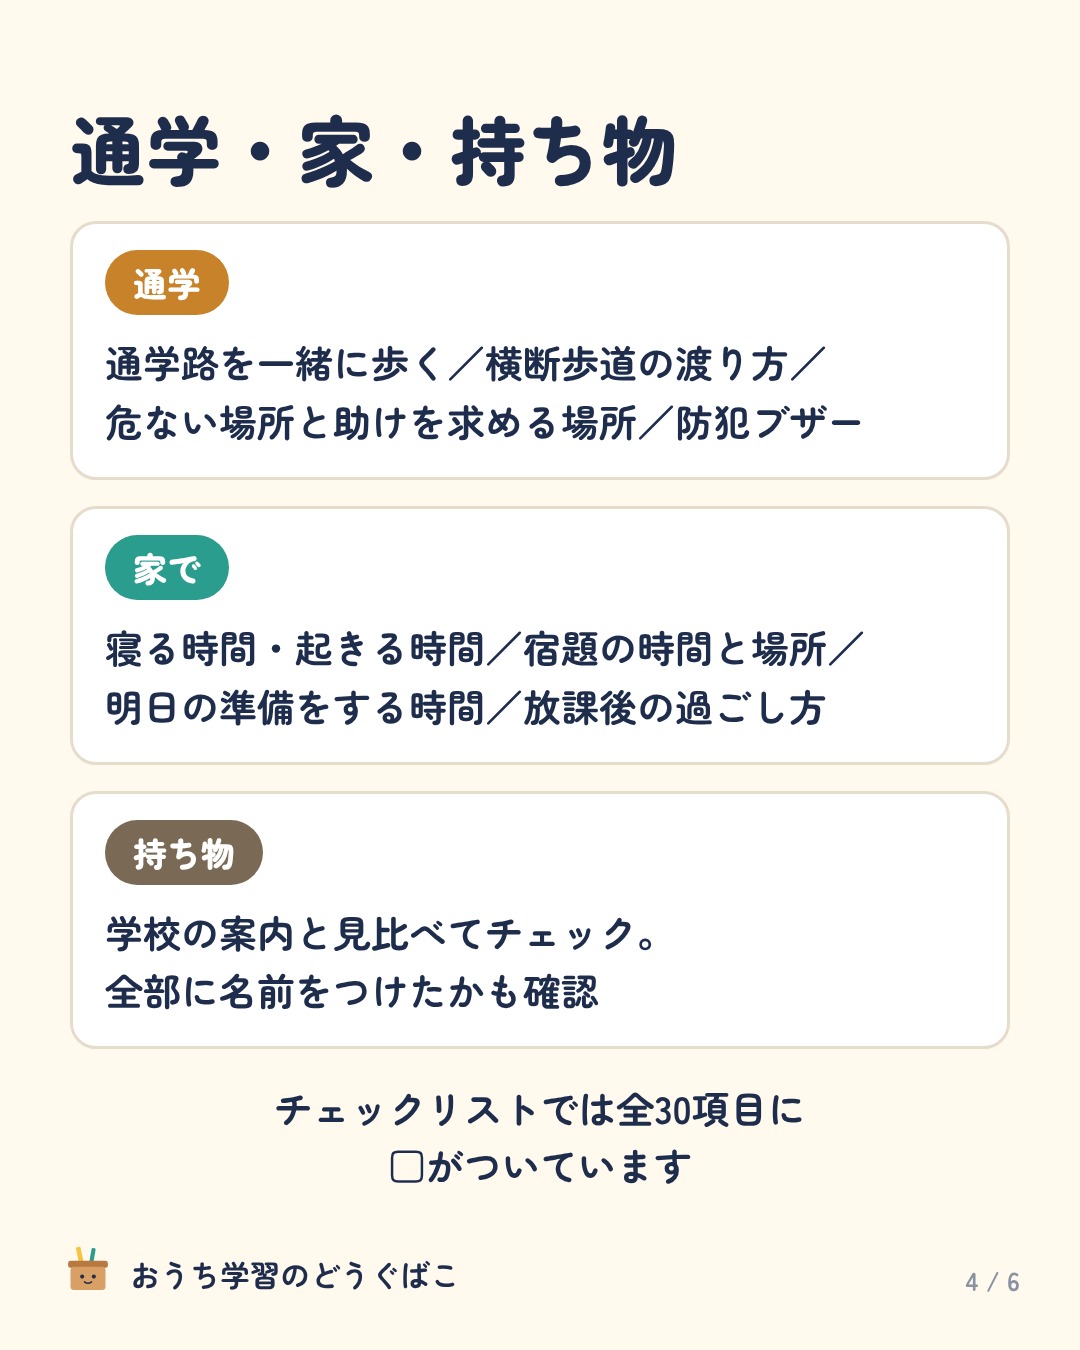 通学・家・持ち物
通学
通学路を一緒に歩く／横断歩道の渡り方／
危ない場所と助けを求める場所／防犯ブザー
家で
寝る時間・起きる時間／宿題の時間と場所／
明日の準備をする時間／放課後の過ごし方
持ち物
学校の案内と見比べてチェック。
全部に名前をつけたかも確認
チェックリストでは全30項目に
□がついています
おうち学習のどうぐばこ
4 / 6